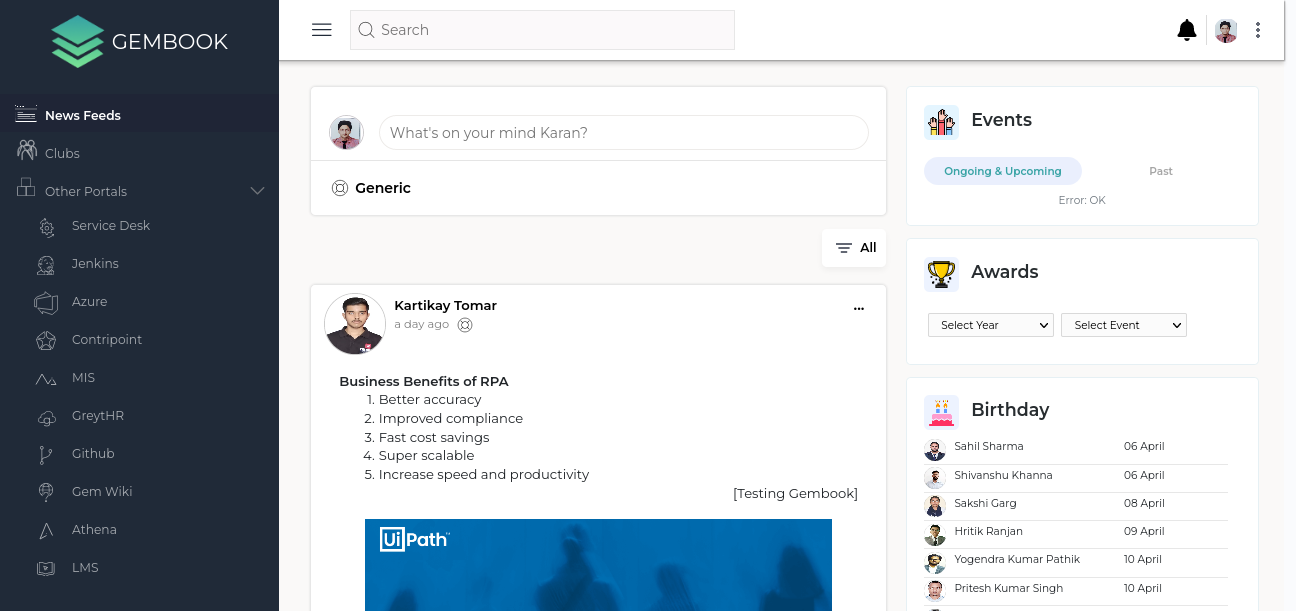 GEMBOOK
Search
News Feeds
Clubs
Other Portals
Service Desk
Jenkins
Azure
Contripoint
MIS
GreytHR
Github
Gem Wiki
Athena
LMS
What's on your mind Karan?
Generic
All
Kartikay Tomar
a day ago
Business Benefits of RPA
1. Better accuracy
2. Improved compliance
3. Fast cost savings
4. Super scalable
5. Increase speed and productivity
[Testing Gembook]
UiPath™
Events
Ongoing & Upcoming Past
Error: OK
Awards
Select Year Select Event
Birthday
Sahil Sharma 06 April
Shivanshu Khanna 06 April
Sakshi Garg 08 April
Hritik Ranjan 09 April
Yogendra Kumar Pathik 10 April
Pritesh Kumar Singh 10 April